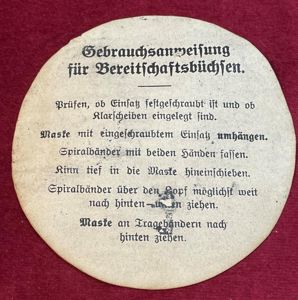 Gebrauchsanweisung
für Bereitschaftsbüchsen.
Prüfen, ob Einsatz festgeschraubt ist und ob
Klarscheiben eingelegt sind.
Maske mit eingeschraubtem Einsatz umhängen.
Spiralbänder mit beiden Händen fassen.
Kinn tief in die Maske hineinschieben.
Spiralbänder über den Kopf möglichst weit
nach hinten ziehen.
Maske an Tragebändern nach
hinten ziehen.